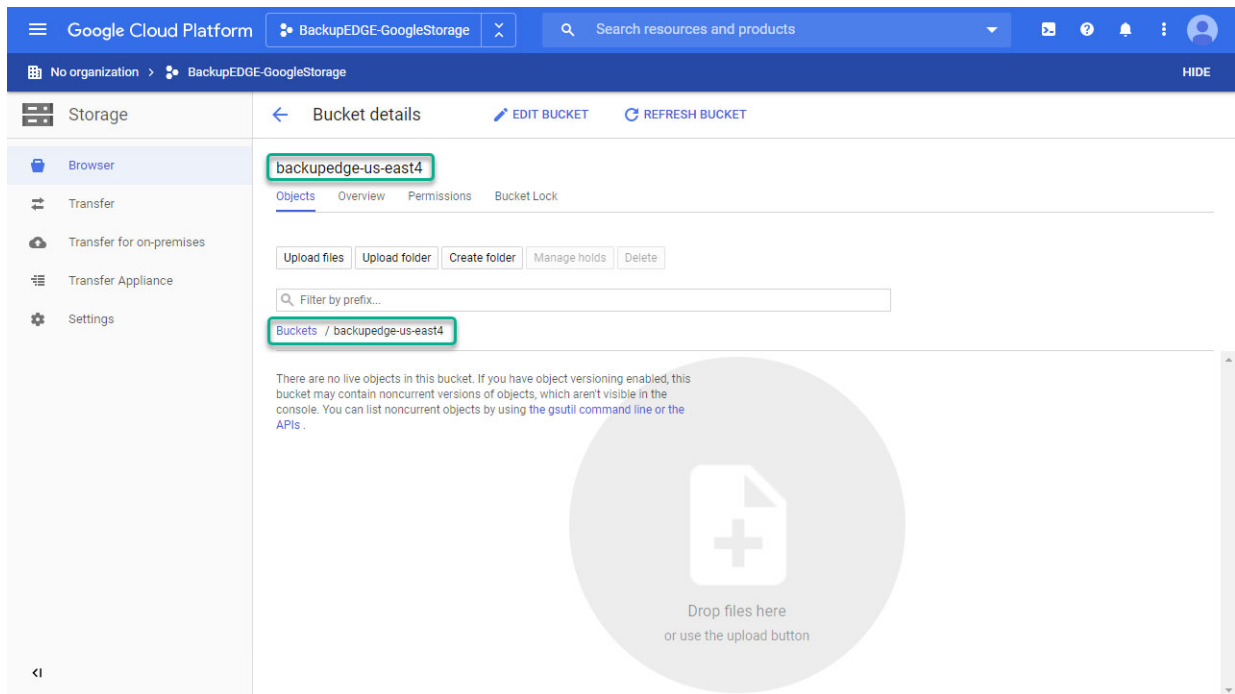 Google Cloud Platform
BackupEDGE-GoogleStorage
Search resources and products
No organization > BackupEDGE-GoogleStorage
HIDE
Storage
Bucket details
EDIT BUCKET
REFRESH BUCKET
Browser
Transfer
Transfer for on-premises
Transfer Appliance
Settings
backupedge-us-east4
Objects Overview Permissions Bucket Lock
Upload files Upload folder Create folder Manage holds Delete
Filter by prefix...
Buckets / backupedge-us-east4
There are no live objects in this bucket. If you have object versioning enabled, this
bucket may contain noncurrent versions of objects, which aren't visible in the
console. You can list noncurrent objects by using the gsutil command line or the
APIs .
Drop files here
or use the upload button